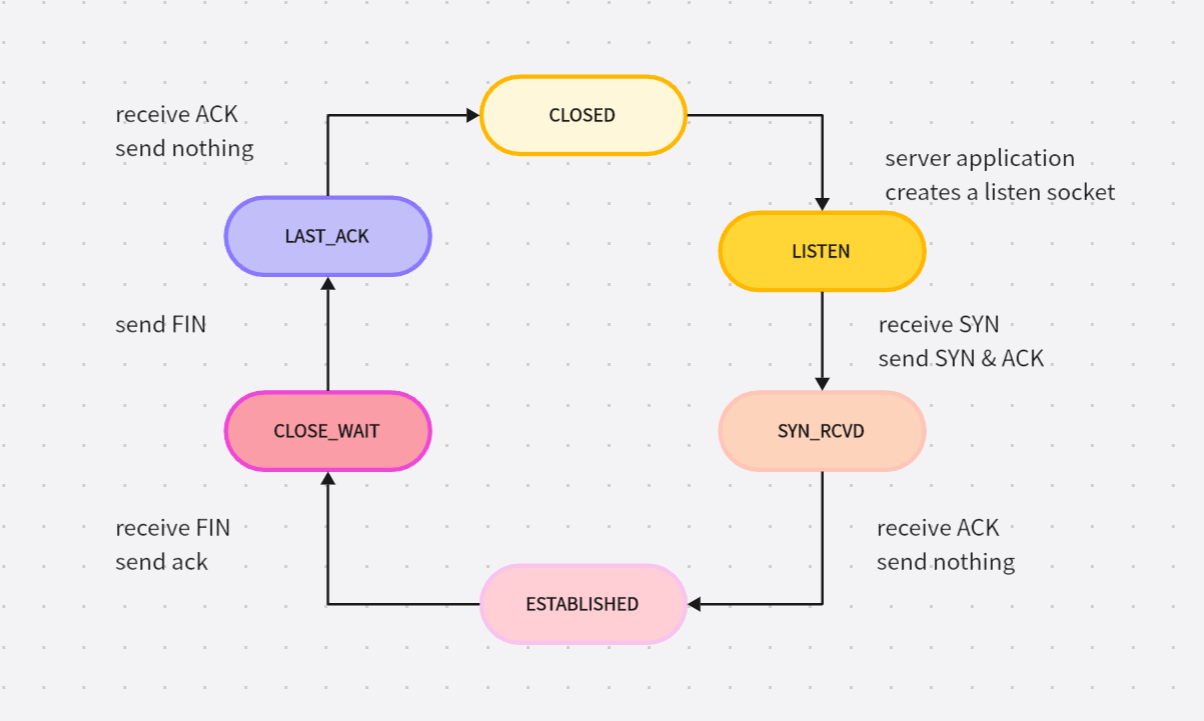 CLOSED
receive ACK
send nothing
server application
creates a listen socket
LAST_ACK
LISTEN
send FIN
receive SYN
send SYN & ACK
CLOSE_WAIT
SYN_RCVD
receive FIN
send ack
receive ACK
send nothing
ESTABLISHED